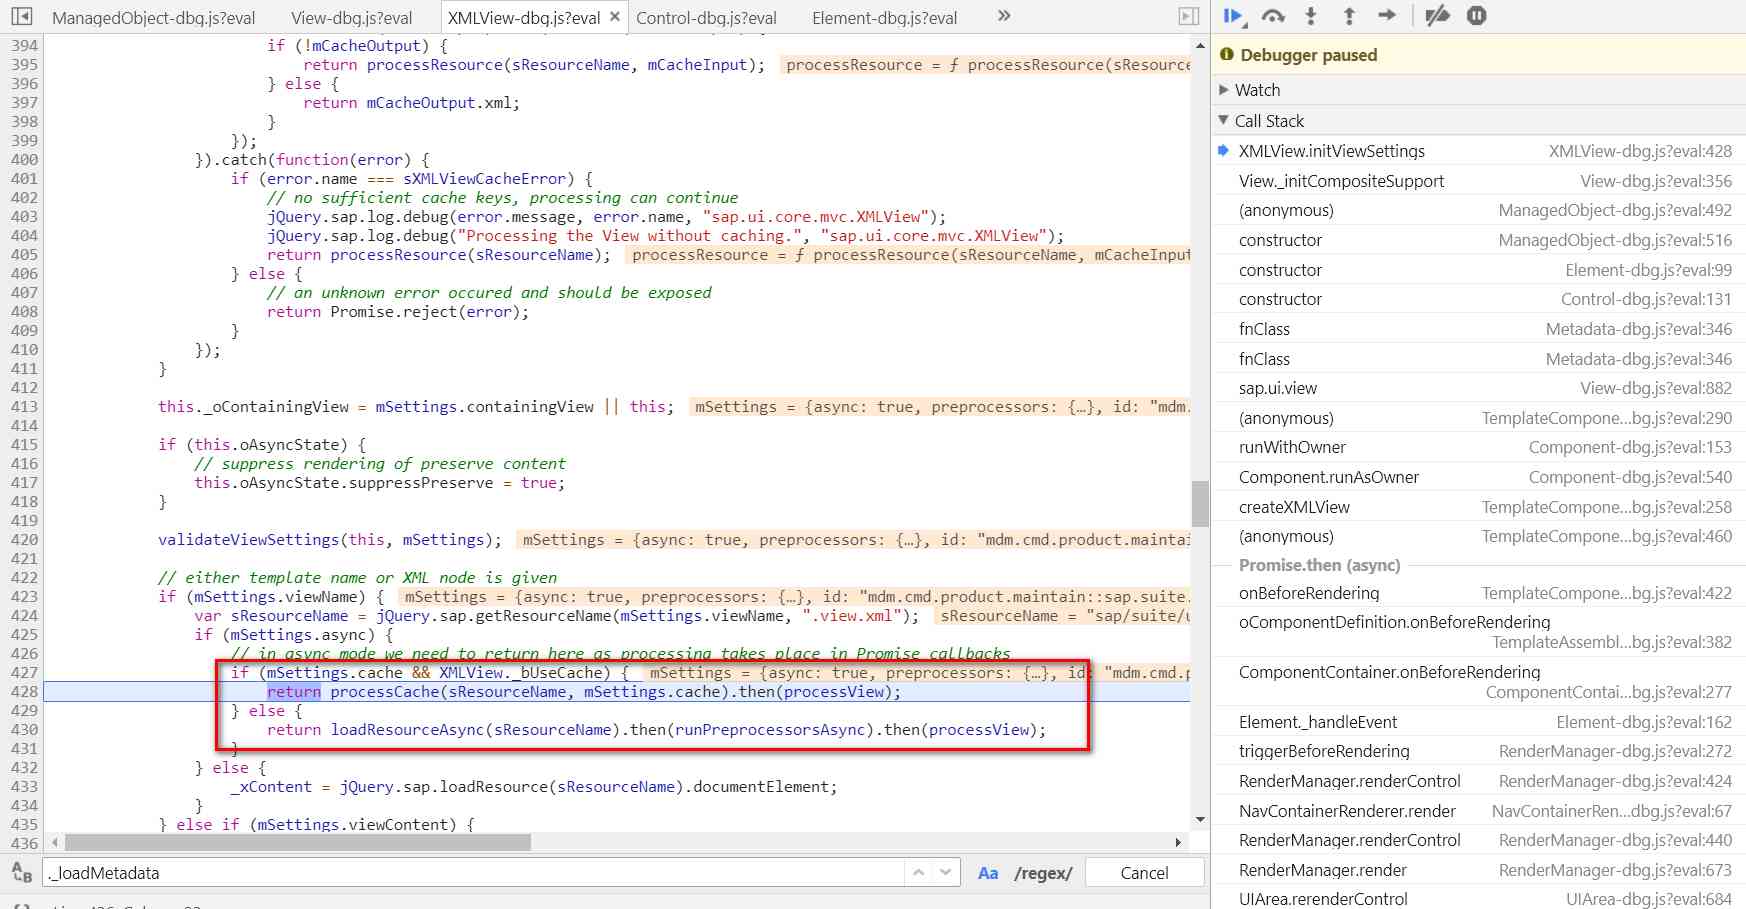 ManagedObject-dbg.js?eval View-dbg.js?eval XMLView-dbg.js?eval × Control-dbg.js?eval Element-dbg.js?eval »
394 if (!mCacheOutput) {
395 return processResource(sResourceName, mCacheInput); processResource = ƒ processResource(sResource
396 } else {
397 return mCacheOutput.xml;
398 }
399 });
400 }).catch(function(error) {
401 if (error.name === sXMLViewCacheError) {
402 // no sufficient cache keys, processing can continue
403 jQuery.sap.log.debug(error.message, error.name, "sap.ui.core.mvc.XMLView");
404 jQuery.sap.log.debug("Processing the View without caching.", "sap.ui.core.mvc.XMLView");
405 return processResource(sResourceName); processResource = ƒ processResource(sResourceName, mCacheInput
406 } else {
407 // an unknown error occured and should be exposed
408 return Promise.reject(error);
409 }
410 });
411 }
412
413 this._oContainingView = mSettings.containingView || this; mSettings = {async: true, preprocessors: {…}, id: "mdm.
414
415 if (this.oAsyncState) {
416 // suppress rendering of preserve content
417 this.oAsyncState.suppressPreserve = true;
418 }
419
420 validateViewSettings(this, mSettings); mSettings = {async: true, preprocessors: {…}, id: "mdm.cmd.product.maintai
421
422 // either template name or XML node is given
423 if (mSettings.viewName) { mSettings = {async: true, preprocessors: {…}, id: "mdm.cmd.product.maintain::sap.suite.
424 var sResourceName = jQuery.sap.getResourceName(mSettings.viewName, ".view.xml"); sResourceName = "sap/suite/u
425 if (mSettings.async) {
426 // in async mode we need to return here as processing takes place in Promise callbacks
427 if (mSettings.cache && XMLView._bUseCache) { mSettings = {async: true, preprocessors: {…}, id: "mdm.cmd.p
428 return processCache(sResourceName, mSettings.cache).then(processView);
429 } else {
430 return loadResourceAsync(sResourceName).then(runPreprocessorsAsync).then(processView);
431 }
432 } else {
433 _xContent = jQuery.sap.loadResource(sResourceName).documentElement;
434 }
435 } else if (mSettings.viewContent) {
436
._loadMetadata Aa /regex/ Cancel
Debugger paused
Watch
Call Stack
XMLView.initViewSettings XMLView-dbg.js?eval:428
View._initCompositeSupport View-dbg.js?eval:356
(anonymous) ManagedObject-dbg.js?eval:492
constructor ManagedObject-dbg.js?eval:516
constructor Element-dbg.js?eval:99
constructor Control-dbg.js?eval:131
fnClass Metadata-dbg.js?eval:346
fnClass Metadata-dbg.js?eval:346
sap.ui.view View-dbg.js?eval:882
(anonymous) TemplateCompone...bg.js?eval:290
runWithOwner Component-dbg.js?eval:153
Component.runAsOwner Component-dbg.js?eval:540
createXMLView TemplateCompone...bg.js?eval:258
(anonymous) TemplateCompone...bg.js?eval:460
Promise.then (async)
onBeforeRendering TemplateCompone...bg.js?eval:422
oComponentDefinition.onBeforeRendering
TemplateAssembl...bg.js?eval:382
ComponentContainer.onBeforeRendering
ComponentContai...bg.js?eval:277
Element._handleEvent Element-dbg.js?eval:162
triggerBeforeRendering RenderManager-dbg.js?eval:272
RenderManager.renderControl RenderManager-dbg.js?eval:424
NavContainerRenderer.render NavContainerRen...dbg.js?eval:67
RenderManager.renderControl RenderManager-dbg.js?eval:440
RenderManager.render RenderManager-dbg.js?eval:673
UIArea.rerenderControl UIArea-dbg.js?eval:684